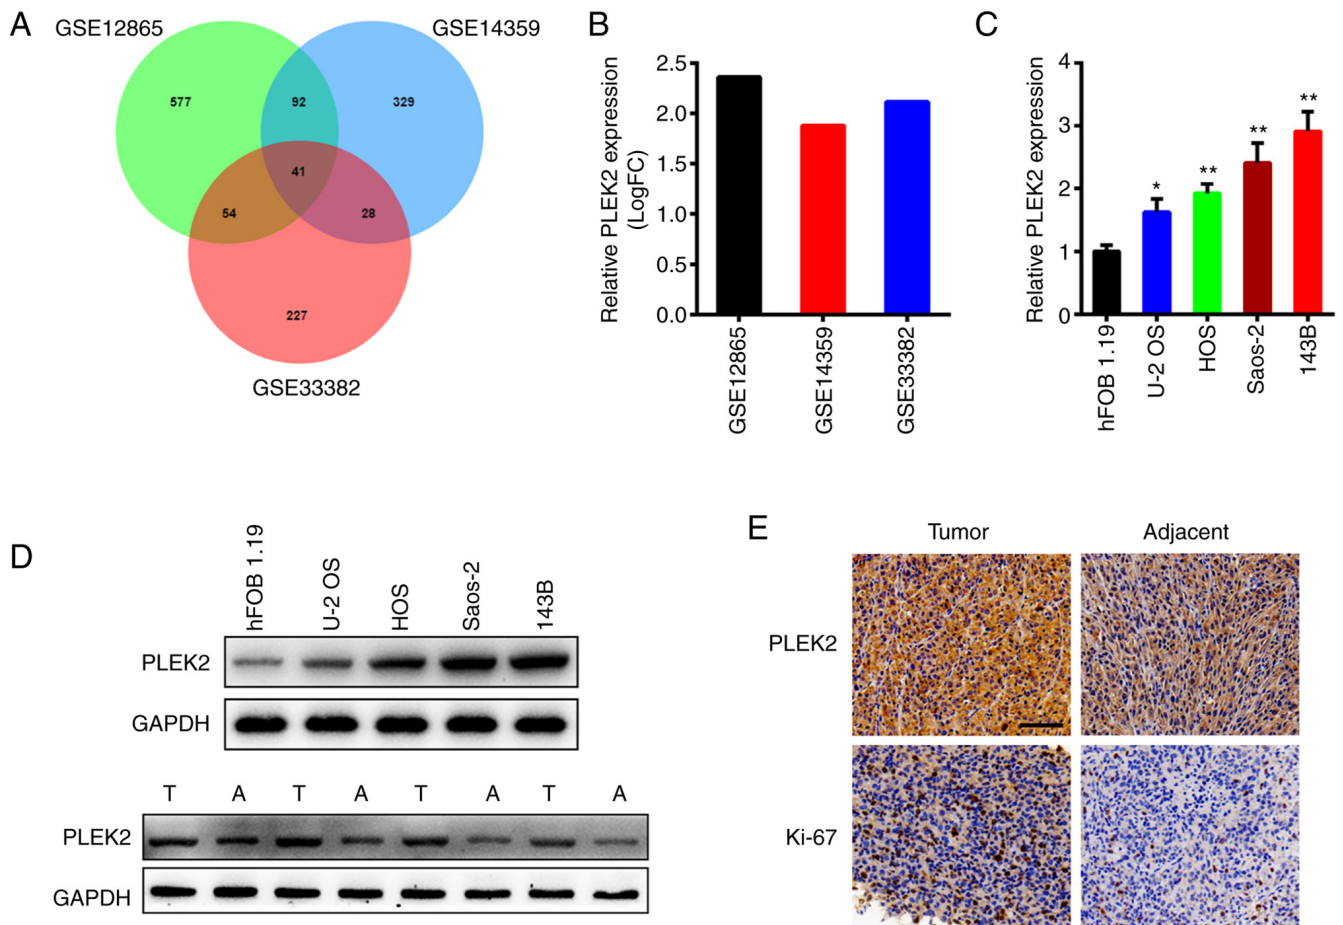 A
GSE12865
GSE14359
577
92
329
41
54
28
227
GSE33382
B
Relative PLEK2 expression
(LogFC)
2.5
2.0
1.5
1.0
0.5
0.0
GSE12865
GSE14359
GSE33382
C
Relative PLEK2 expression
4
3
2
1
0
*
**
**
**
hFOB 1.19
U-2 OS
HOS
Saos-2
143B
D
hFOB 1.19
U-2 OS
HOS
Saos-2
143B
PLEK2
GAPDH
T A T A T A T A
PLEK2
GAPDH
E
Tumor Adjacent
PLEK2
Ki-67